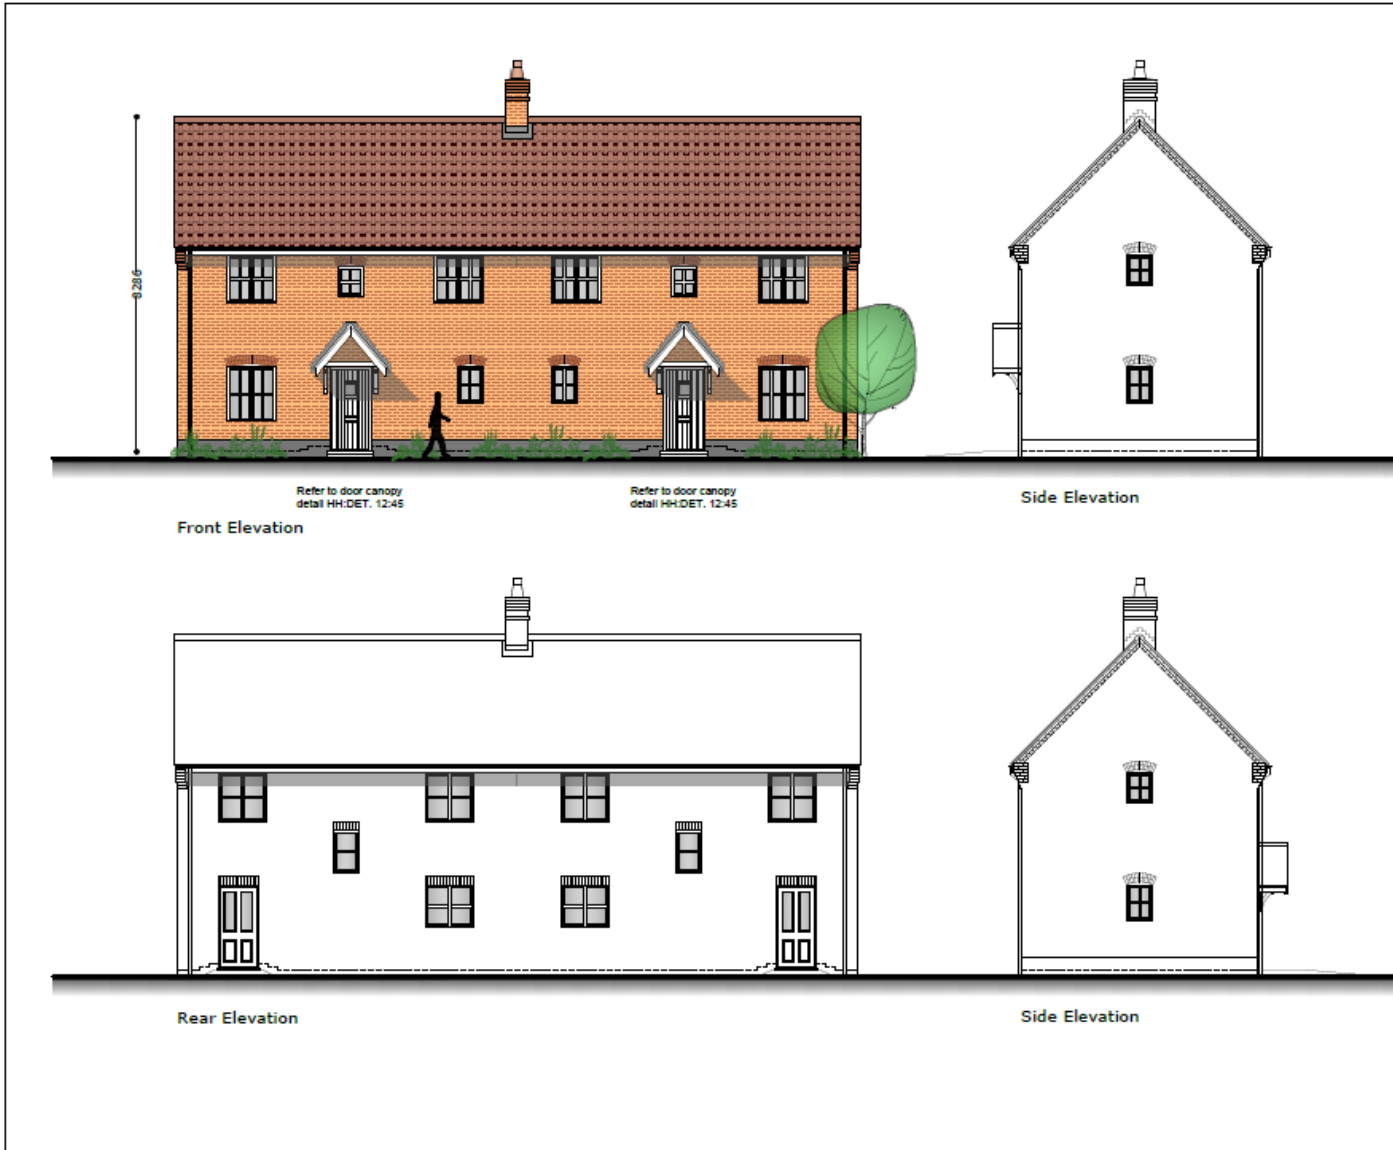 8286
Refer to door canopy
detail HH:DET. 12:45
Refer to door canopy
detail HH:DET. 12:45
Front Elevation
Side Elevation
Rear Elevation
Side Elevation